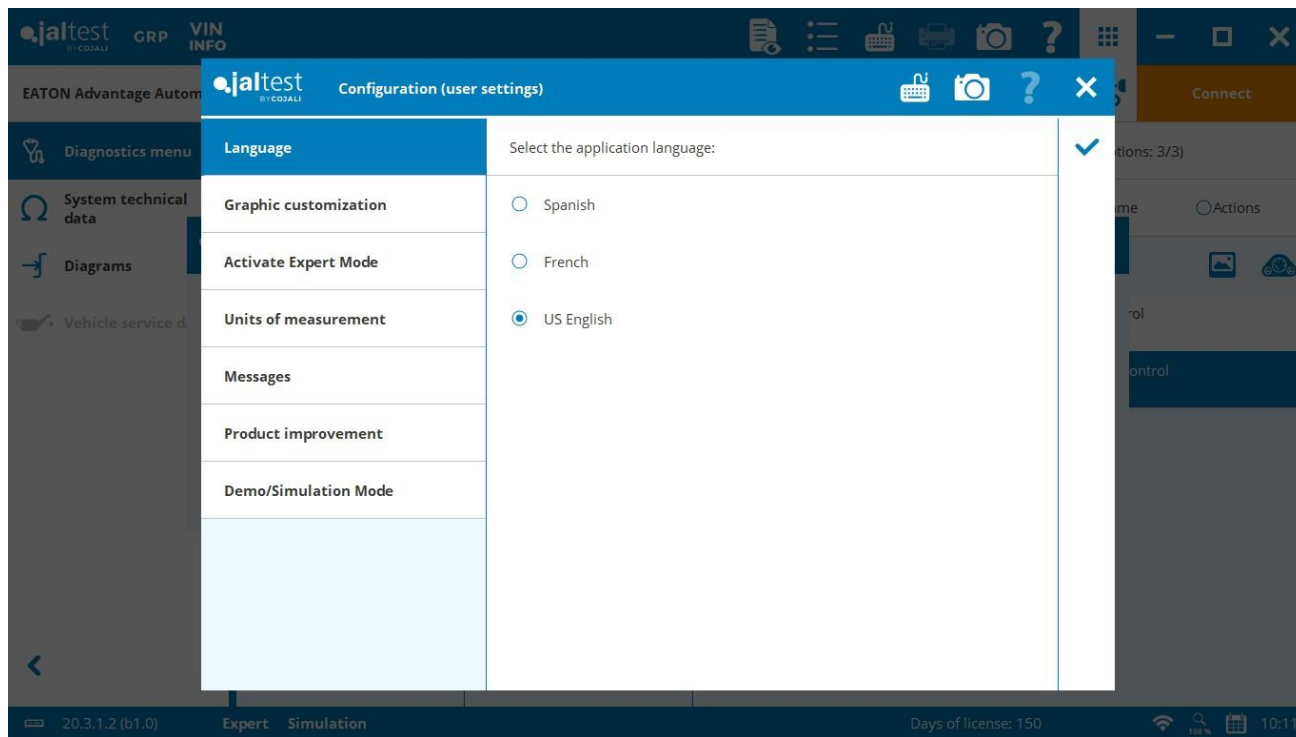 jaltest
BY COJALI
GRP
VIN
INFO
?
EATON Advantage Autom
jaltest
BY COJALI
Configuration (user settings)
?
Connect
Diagnostics menu
Language
Select the application language:
tions: 3/3)
System technical
data
Graphic customization
Spanish
me
Actions
Diagrams
Activate Expert Mode
French
Vehicle service d
Units of measurement
US English
rol
Messages
ontrol
Product improvement
Demo/Simulation Mode
20.3.1.2 (b1.0)
Expert
Simulation
Days of license: 150
100 %
10:11